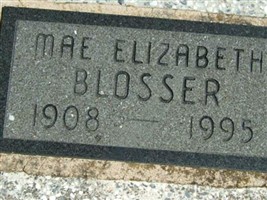 MAE ELIZABETH
BLOSSER
1908 — 1995